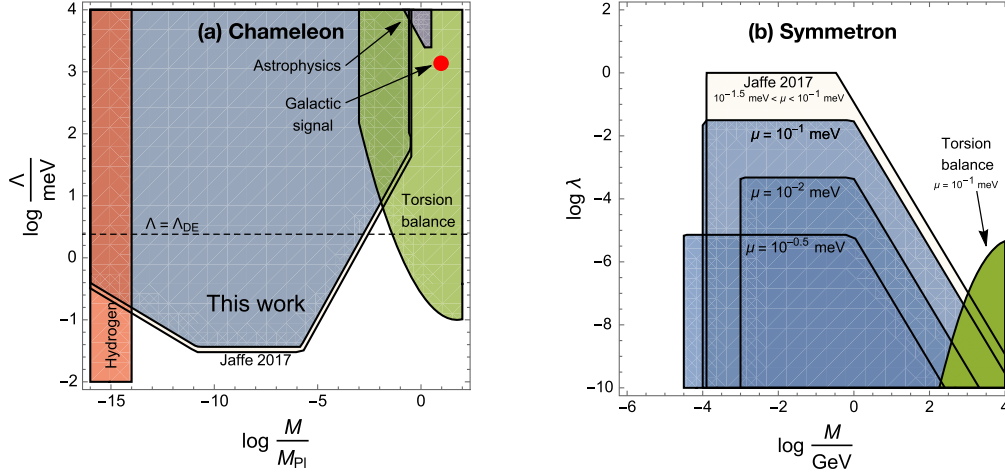 (a) Chameleon
Astrophysics
Galactic
signal
Torsion
balance
Λ = Λ_DE
This work
Hydrogen
Jaffe 2017
4
3
2
1
0
-1
-2
-15
-10
-5
0
log Λ/meV
log M/M_Pl
(b) Symmetron
Jaffe 2017
10^-1.5 meV < μ < 10^-1 meV
μ = 10^-1 meV
μ = 10^-2 meV
μ = 10^-0.5 meV
Torsion
balance
μ = 10^-1 meV
0
-2
-4
-6
-8
-10
-6
-4
-2
0
2
4
log λ
log M/GeV